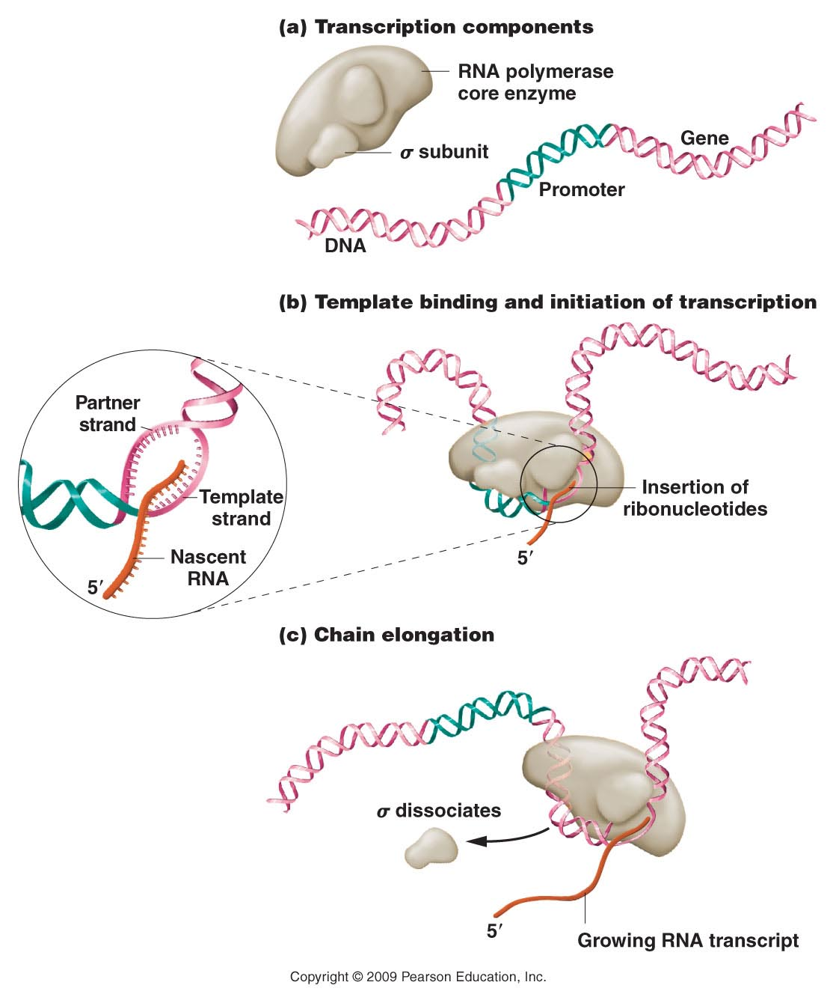 (a) Transcription components
RNA polymerase
core enzyme
σ subunit
Gene
Promoter
DNA
(b) Template binding and initiation of transcription
Partner
strand
Template
strand
Nascent
RNA
5′
Insertion of
ribonucleotides
5′
(c) Chain elongation
σ dissociates
5′
Growing RNA transcript
Copyright © 2009 Pearson Education, Inc.